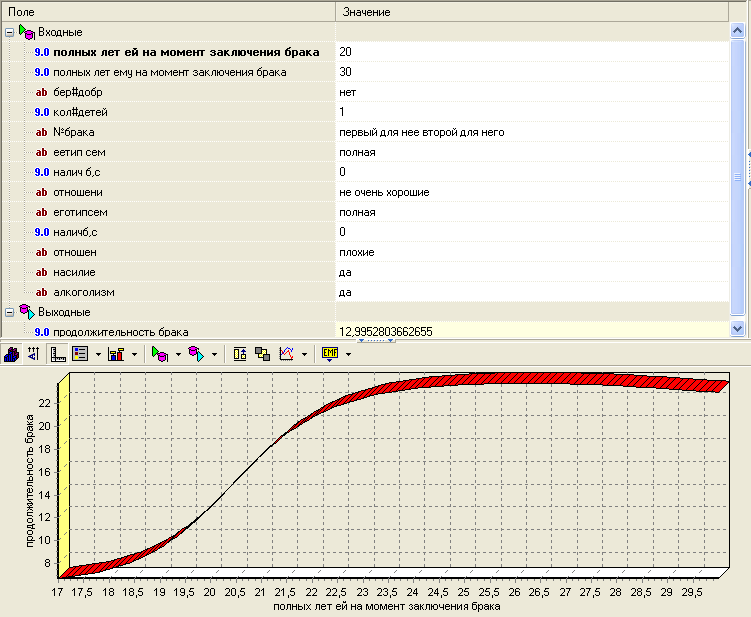 Поле Значение
Входные
9.0 полных лет ей на момент заключения брака 20
9.0 полных лет ему на момент заключения брака 30
ab бер#добр нет
9.0 кол#детей 1
ab №брака первый для нее второй для него
ab еетип сем полная
9.0 налич б,с 0
ab отношени не очень хорошие
ab еготипсем полная
9.0 наличб,с 0
ab отношен плохие
ab насилие да
ab алкоголизм да
Выходные
9.0 продолжительность брака 12,9952803662655
EMF
продолжительность брака
22
20
18
16
14
12
10
8
17 17,5 18 18,5 19 19,5 20 20,5 21 21,5 22 22,5 23 23,5 24 24,5 25 25,5 26 26,5 27 27,5 28 28,5 29 29,5
полных лет ей на момент заключения брака